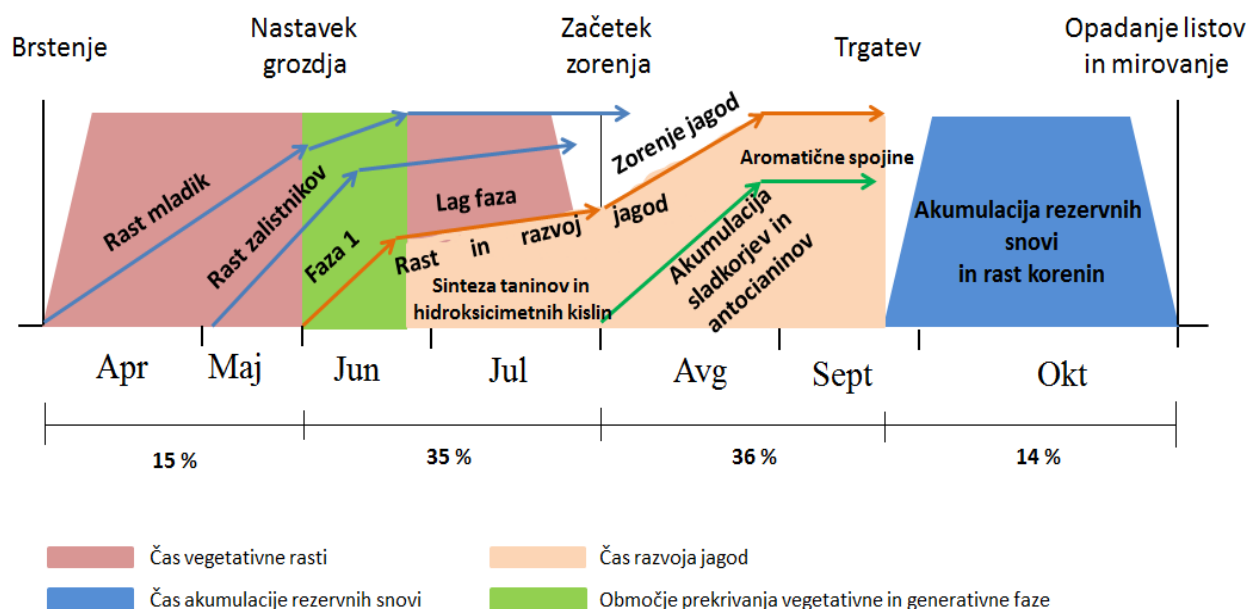 Brstenje
Nastavek
grozdja
Začetek
zorenja
Trgatev
Opadanje listov
in mirovanje
Rast mladik
Rast zalistnikov
Faza 1
Lag faza
Rast in razvoj jagod
Sinteza taninov in
hidroksicimetnih kislin
Zorenje jagod
Aromatične spojine
Akumulacija
sladkorjev in
antocianinov
Akumulacija rezervnih
snovi
in rast korenin
Apr Maj Jun Jul Avg Sept Okt
15 % 35 % 36 % 14 %
Čas vegetativne rasti
Čas razvoja jagod
Čas akumulacije rezervnih snovi
Območje prekrivanja vegetativne in generativne faze